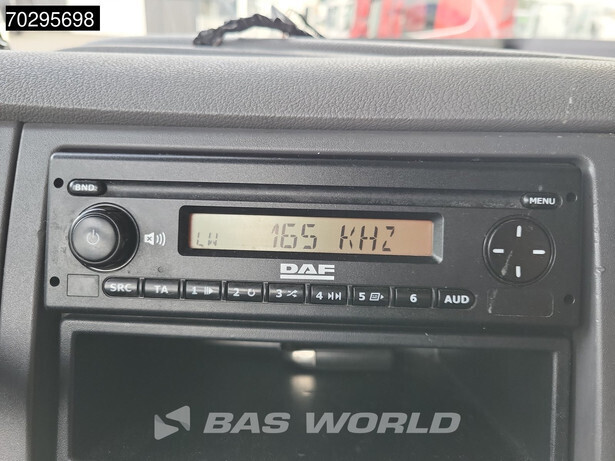 70295698
BND
MENU
LW 165 KHZ
DAF
SRC TA 1 2 3 4 5 6 AUD
BAS WORLD